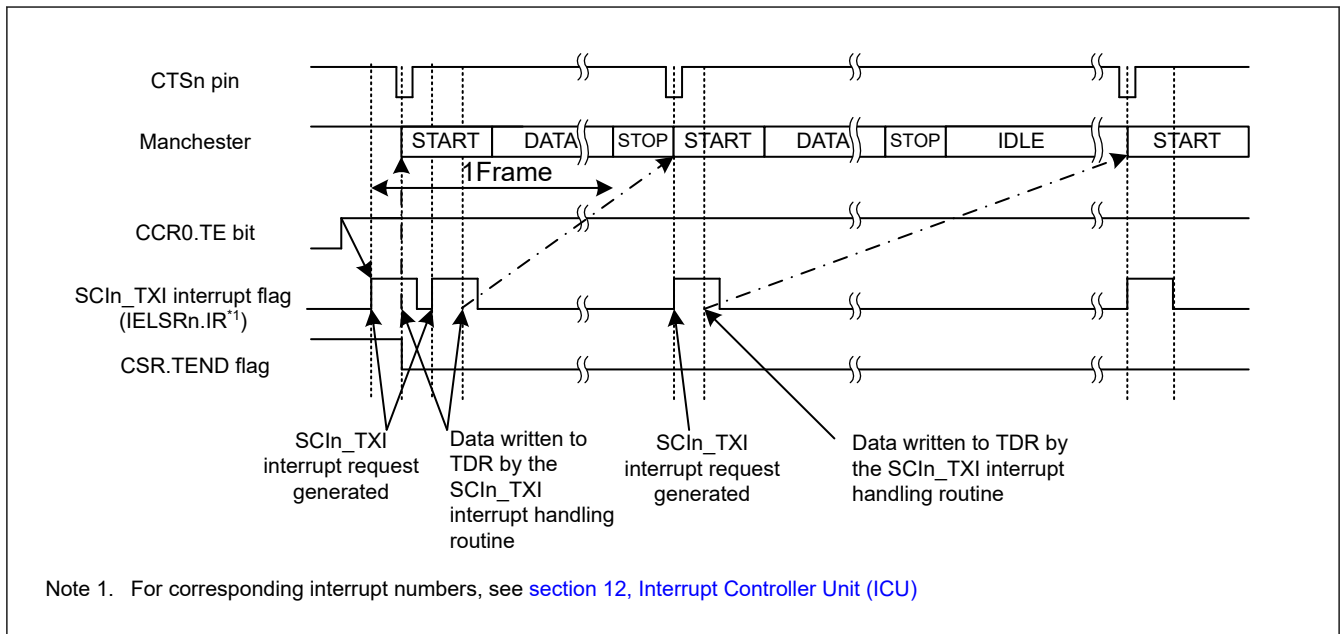 CTSn pin
Manchester
START DATA STOP START DATA STOP IDLE START
1Frame
CCR0.TE bit
SCIn_TXI interrupt flag
(IELSRn.IR*1)
CSR.TEND flag
SCIn_TXI
interrupt request
generated
Data written to
TDR by the
SCIn_TXI
interrupt handling
routine
SCIn_TXI
interrupt request
generated
Data written to TDR by
the SCIn_TXI interrupt
handling routine
Note 1. For corresponding interrupt numbers, see section 12, Interrupt Controller Unit (ICU)